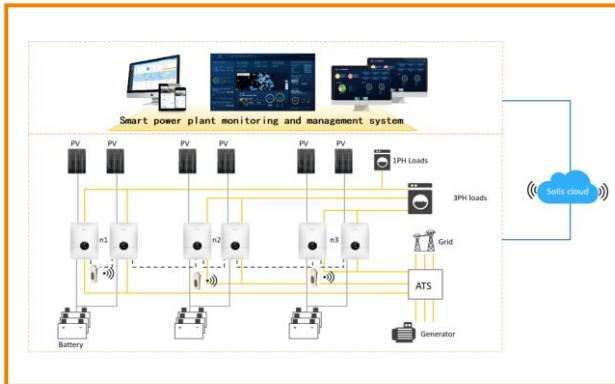 Smart power plant monitoring and management system
PV PV PV PV PV PV
1PH Loads
3PH loads
Solis cloud
n1 n2 n3
Grid
ATS
Battery
Generator